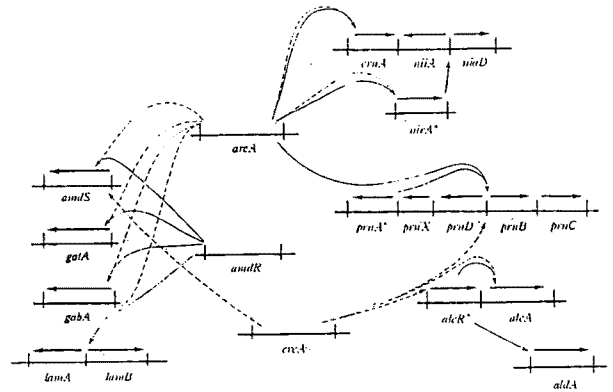 crnA niiA niaD
nirA*
areA
amdS
prnA* prnX prnD prnB prnC
gatA
amdR
gabA
alcR* alcA
creA
lamA lamB
aldA